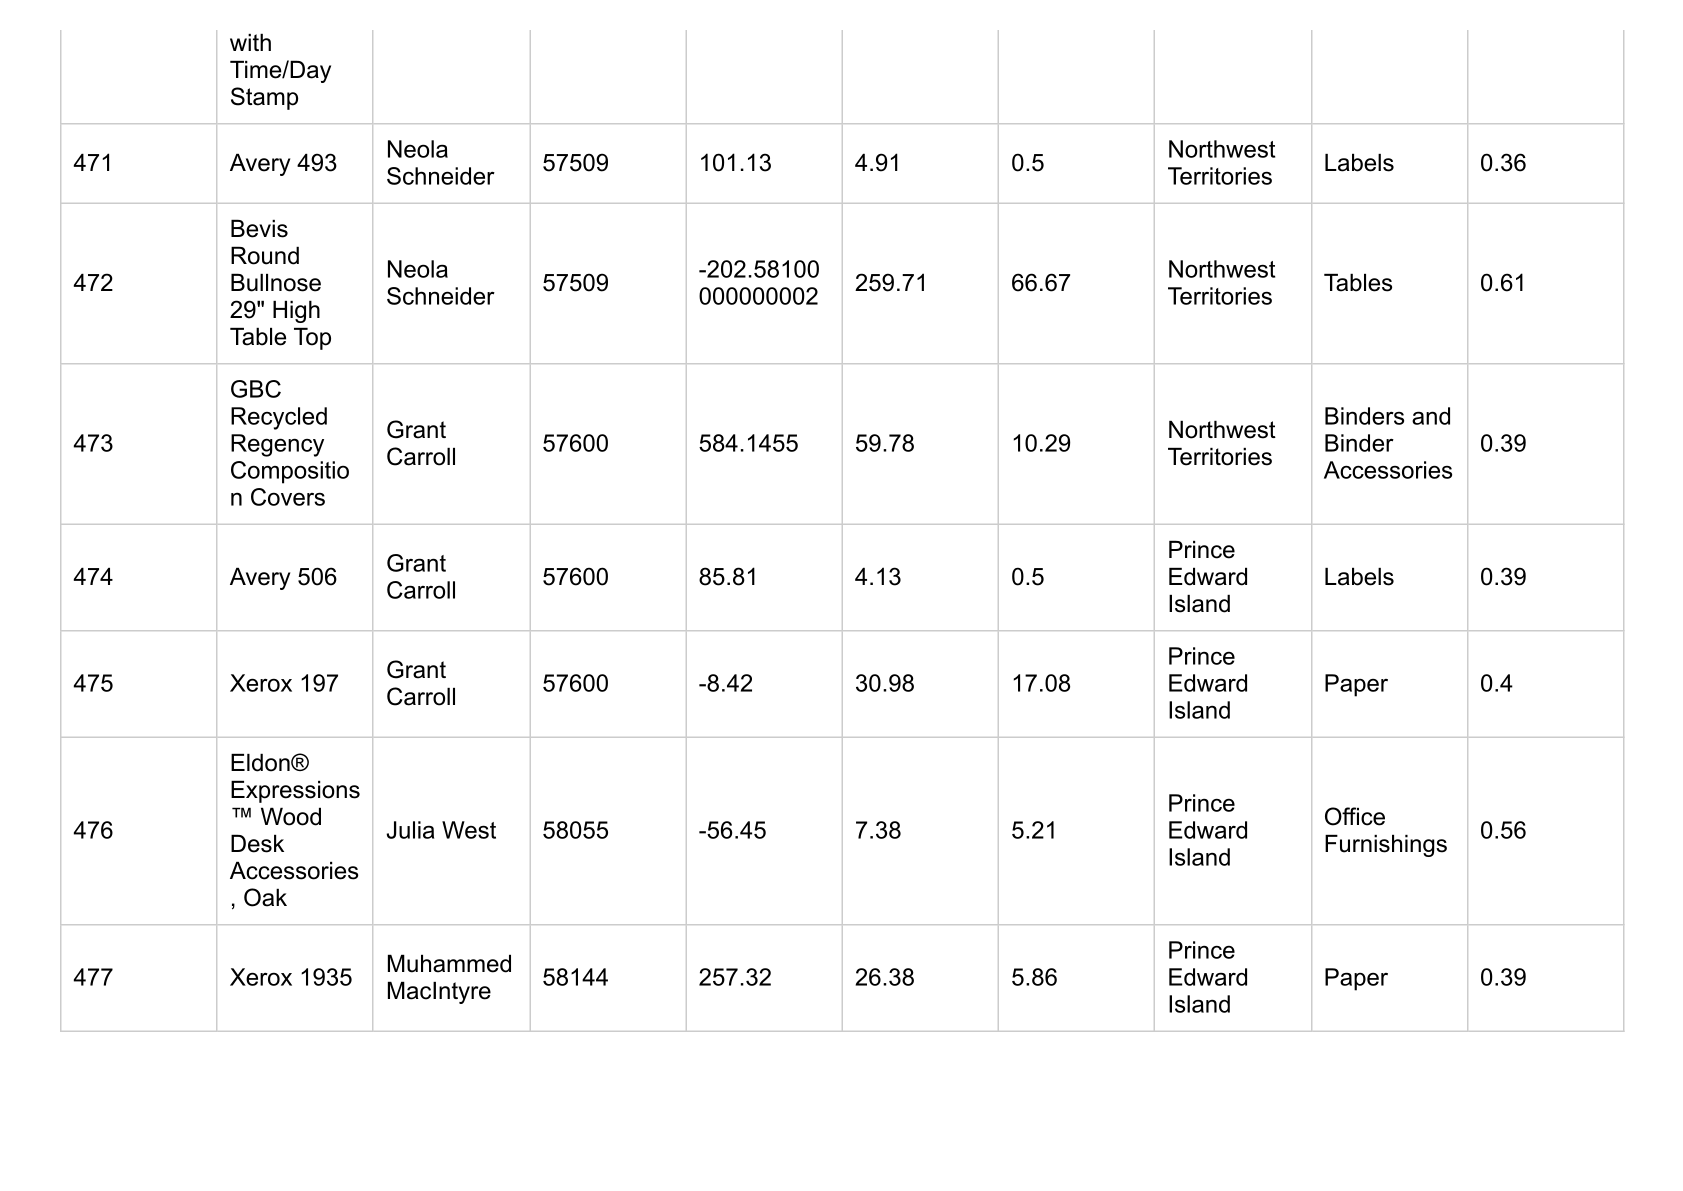 with
Time/Day
Stamp
471
Avery 493
Neola
Schneider
57509
101.13
4.91
0.5
Northwest
Territories
Labels
0.36
472
Bevis
Round
Bullnose
29" High
Table Top
Neola
Schneider
57509
-202.58100
000000002
259.71
66.67
Northwest
Territories
Tables
0.61
473
GBC
Recycled
Regency
Compositio
n Covers
Grant
Carroll
57600
584.1455
59.78
10.29
Northwest
Territories
Binders and
Binder
Accessories
0.39
474
Avery 506
Grant
Carroll
57600
85.81
4.13
0.5
Prince
Edward
Island
Labels
0.39
475
Xerox 197
Grant
Carroll
57600
-8.42
30.98
17.08
Prince
Edward
Island
Paper
0.4
476
Eldon®
Expressions
™ Wood
Desk
Accessories
, Oak
Julia West
58055
-56.45
7.38
5.21
Prince
Edward
Island
Office
Furnishings
0.56
477
Xerox 1935
Muhammed
MacIntyre
58144
257.32
26.38
5.86
Prince
Edward
Island
Paper
0.39